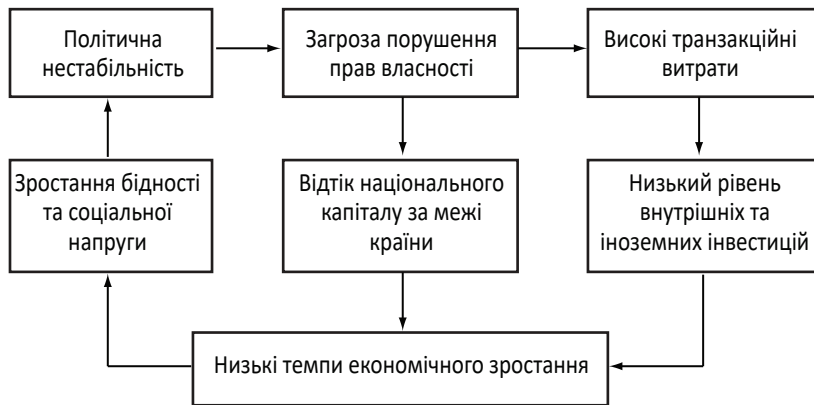 Політична
нестабільність
Загроза порушення
прав власності
Високі транзакційні
витрати
Зростання бідності
та соціальної
напруги
Відтік національного
капіталу за межі
країни
Низький рівень
внутрішніх та
іноземних інвестицій
Низькі темпи економічного зростання